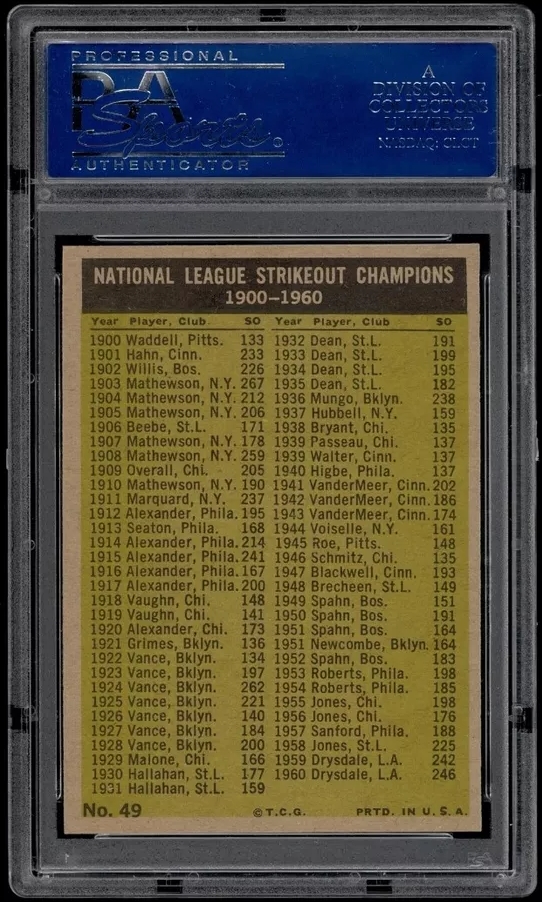 PROFESSIONAL
PSA
Sports
AUTHENTICATOR
A
DIVISION OF
COLLECTORS
UNIVERSE
NASDAQ: CLCT
NATIONAL LEAGUE STRIKEOUT CHAMPIONS
1900-1960
Year Player, Club SO
1900 Waddell, Pitts. 133
1901 Hahn, Cinn. 233
1902 Willis, Bos. 226
1903 Mathewson, N.Y. 267
1904 Mathewson, N.Y. 212
1905 Mathewson, N.Y. 206
1906 Beebe, St.L. 171
1907 Mathewson, N.Y. 178
1908 Mathewson, N.Y. 259
1909 Overall, Chi. 205
1910 Mathewson, N.Y. 190
1911 Marquard, N.Y. 237
1912 Alexander, Phila. 195
1913 Seaton, Phila. 168
1914 Alexander, Phila. 214
1915 Alexander, Phila. 241
1916 Alexander, Phila. 167
1917 Alexander, Phila. 200
1918 Vaughn, Chi. 148
1919 Vaughn, Chi. 141
1920 Alexander, Chi. 173
1921 Grimes, Bklyn. 136
1922 Vance, Bklyn. 134
1923 Vance, Bklyn. 197
1924 Vance, Bklyn. 262
1925 Vance, Bklyn. 221
1926 Vance, Bklyn. 140
1927 Vance, Bklyn. 184
1928 Vance, Bklyn. 200
1929 Malone, Chi. 166
1930 Hallahan, St.L. 177
1931 Hallahan, St.L. 159
Year Player, Club SO
1932 Dean, St.L. 191
1933 Dean, St.L. 199
1934 Dean, St.L. 195
1935 Dean, St.L. 182
1936 Mungo, Bklyn. 238
1937 Hubbell, N.Y. 159
1938 Bryant, Chi. 135
1939 Passeau, Chi. 137
1939 Walter, Cinn. 137
1940 Higbe, Phila. 137
1941 VanderMeer, Cinn. 202
1942 VanderMeer, Cinn. 186
1943 VanderMeer, Cinn. 174
1944 Voiselle, N.Y. 161
1945 Roe, Pitts. 148
1946 Schmitz, Chi. 135
1947 Blackwell, Cinn. 193
1948 Brecheen, St.L. 149
1949 Spahn, Bos. 151
1950 Spahn, Bos. 191
1951 Spahn, Bos. 164
1951 Newcombe, Bklyn. 164
1952 Spahn, Bos. 183
1953 Roberts, Phila. 198
1954 Roberts, Phila. 185
1955 Jones, Chi. 198
1956 Jones, Chi. 176
1957 Sanford, Phila. 188
1958 Jones, St.L. 225
1959 Drysdale, L.A. 242
1960 Drysdale, L.A. 246
No. 49 © T.C.G. PRTD. IN U.S.A.